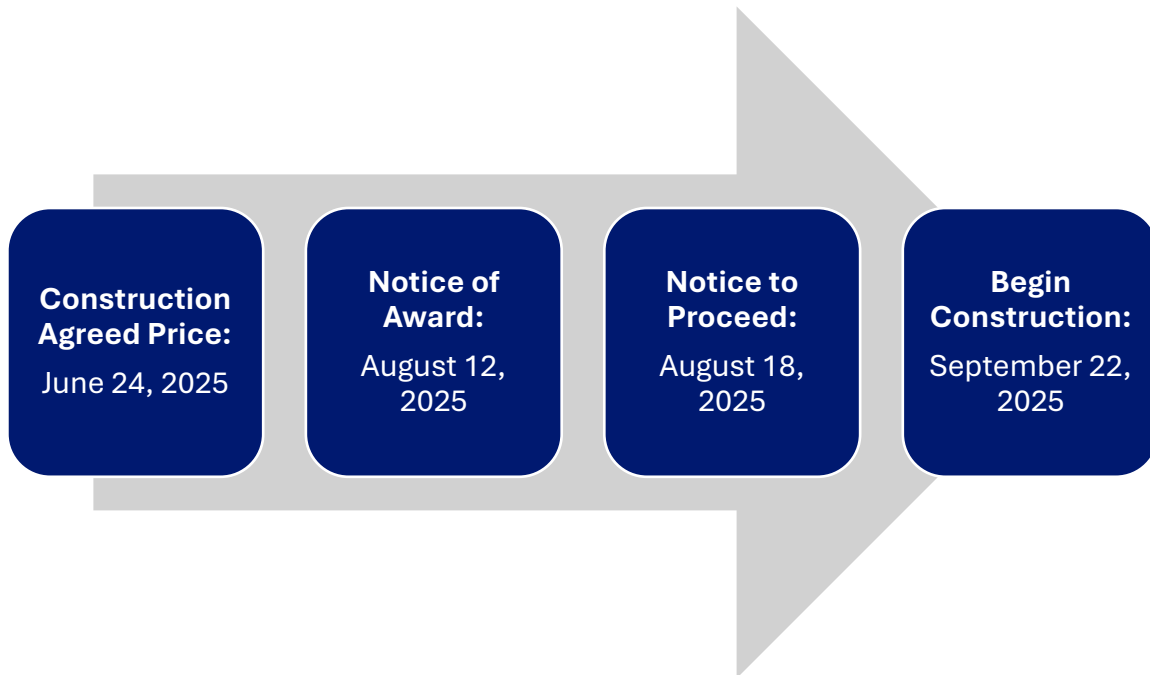 Construction
Agreed Price:
June 24, 2025
Notice of
Award:
August 12,
2025
Notice to
Proceed:
August 18,
2025
Begin
Construction:
September 22,
2025